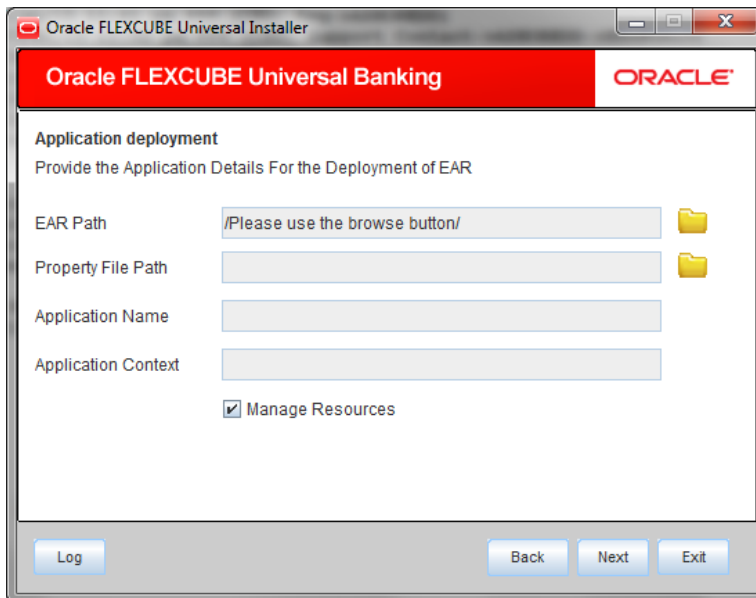 Oracle FLEXCUBE Universal Installer
Oracle FLEXCUBE Universal Banking
ORACLE
Application deployment
Provide the Application Details For the Deployment of EAR
EAR Path /Please use the browse button/
Property File Path
Application Name
Application Context
Manage Resources
Log Back Next Exit